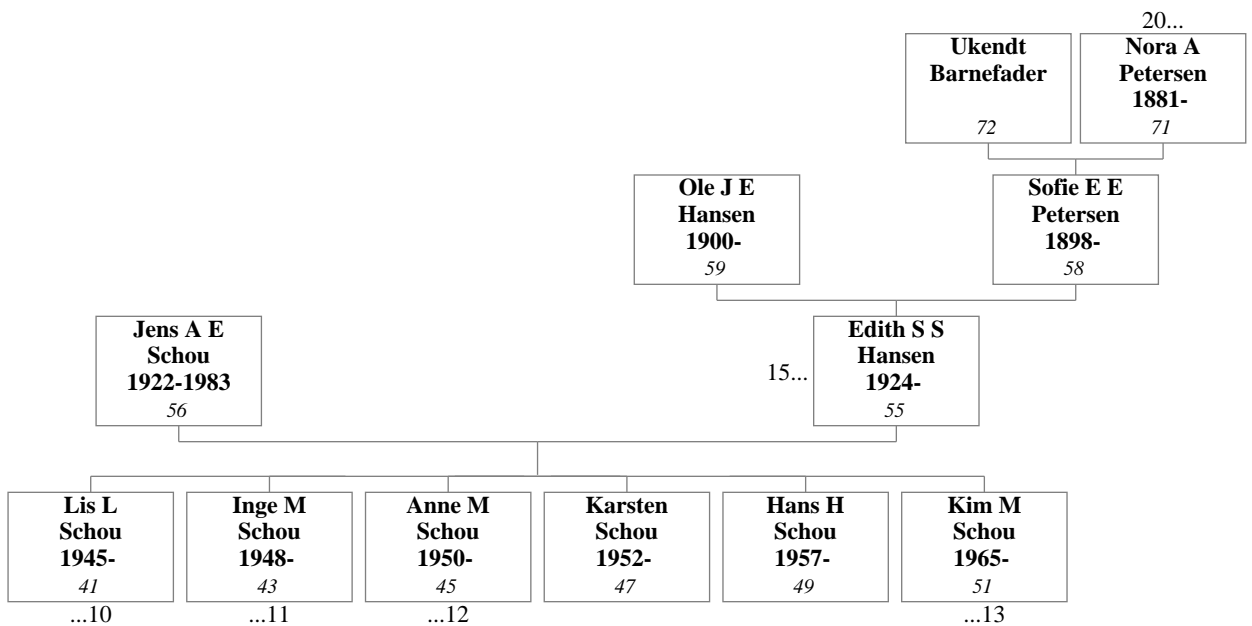 20...
Ukendt
Barnefader
72
Nora A
Petersen
1881-
71
Ole J E
Hansen
1900-
59
Sofie E E
Petersen
1898-
58
Jens A E
Schou
1922-1983
56
15...
Edith S S
Hansen
1924-
55
Lis L
Schou
1945-
41
...10
Inge M
Schou
1948-
43
...11
Anne M
Schou
1950-
45
...12
Karsten
Schou
1952-
47
Hans H
Schou
1957-
49
Kim M
Schou
1965-
51
...13